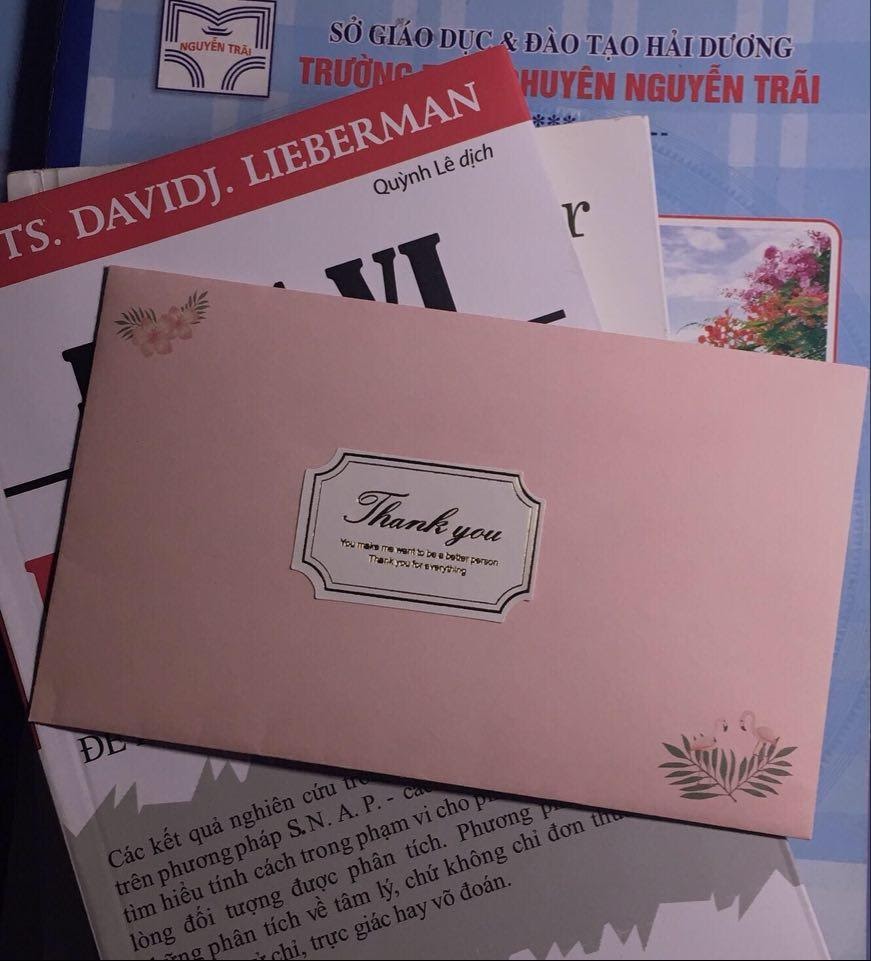 NGUYỄN TRÃI
SỞ GIÁO DỤC & ĐÀO TẠO HẢI DƯƠNG
TRƯỜNG CHUYÊN NGUYỄN TRÃI
TS. DAVIDJ. LIEBERMAN
Quỳnh Lê dịch
r
VI
Thank you
You make me want to be a better person
Thank you for everything
Các kết quả nghiên cứu
trên phương pháp S.N.A.P. -
tìm hiểu tính cách trong phạm vi cho
lòng đối tượng được phân tích. Phương
phân tích về tâm lý, chứ không chỉ đơn
chỉ, trực giác hay võ đoán.